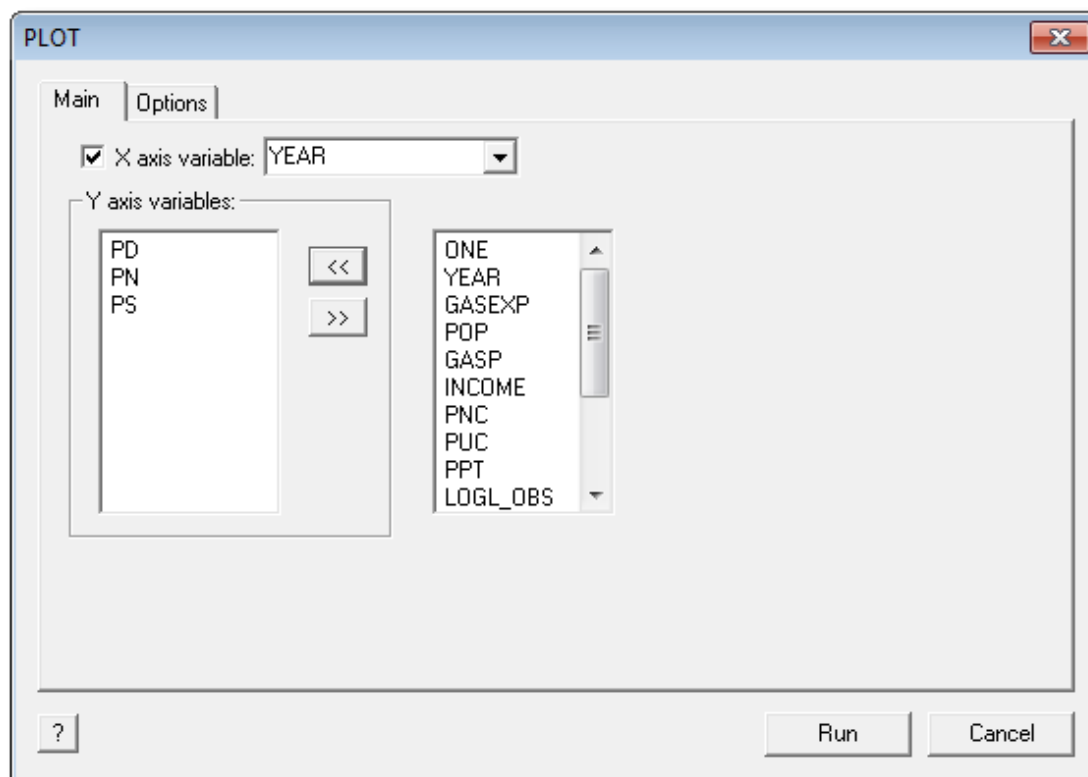 PLOT
Main Options
X axis variable: YEAR
Y axis variables:
PD
PN
PS
<<
>>
ONE
YEAR
GASEXP
POP
GASP
INCOME
PNC
PUC
PPT
LOGL_OBS
? Run Cancel